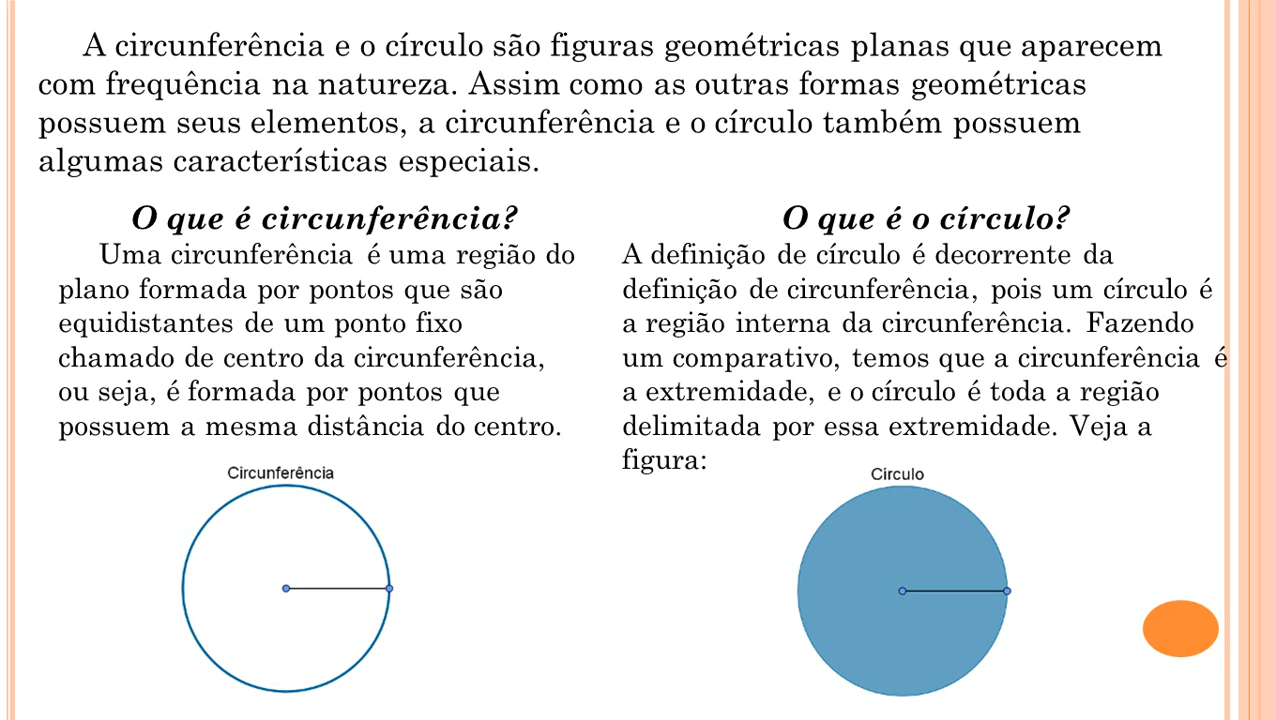 A circunferência e o círculo são figuras geométricas planas que aparecem
com frequência na natureza. Assim como as outras formas geométricas
possuem seus elementos, a circunferência e o círculo também possuem
algumas características especiais.
O que é circunferência?
Uma circunferência é uma região do
plano formada por pontos que são
equidistantes de um ponto fixo
chamado de centro da circunferência,
ou seja, é formada por pontos que
possuem a mesma distância do centro.
Circunferência
O que é o círculo?
A definição de círculo é decorrente da
definição de circunferência, pois um círculo é
a região interna da circunferência. Fazendo
um comparativo, temos que a circunferência é
a extremidade, e o círculo é toda a região
delimitada por essa extremidade. Veja a
figura:
Circulo